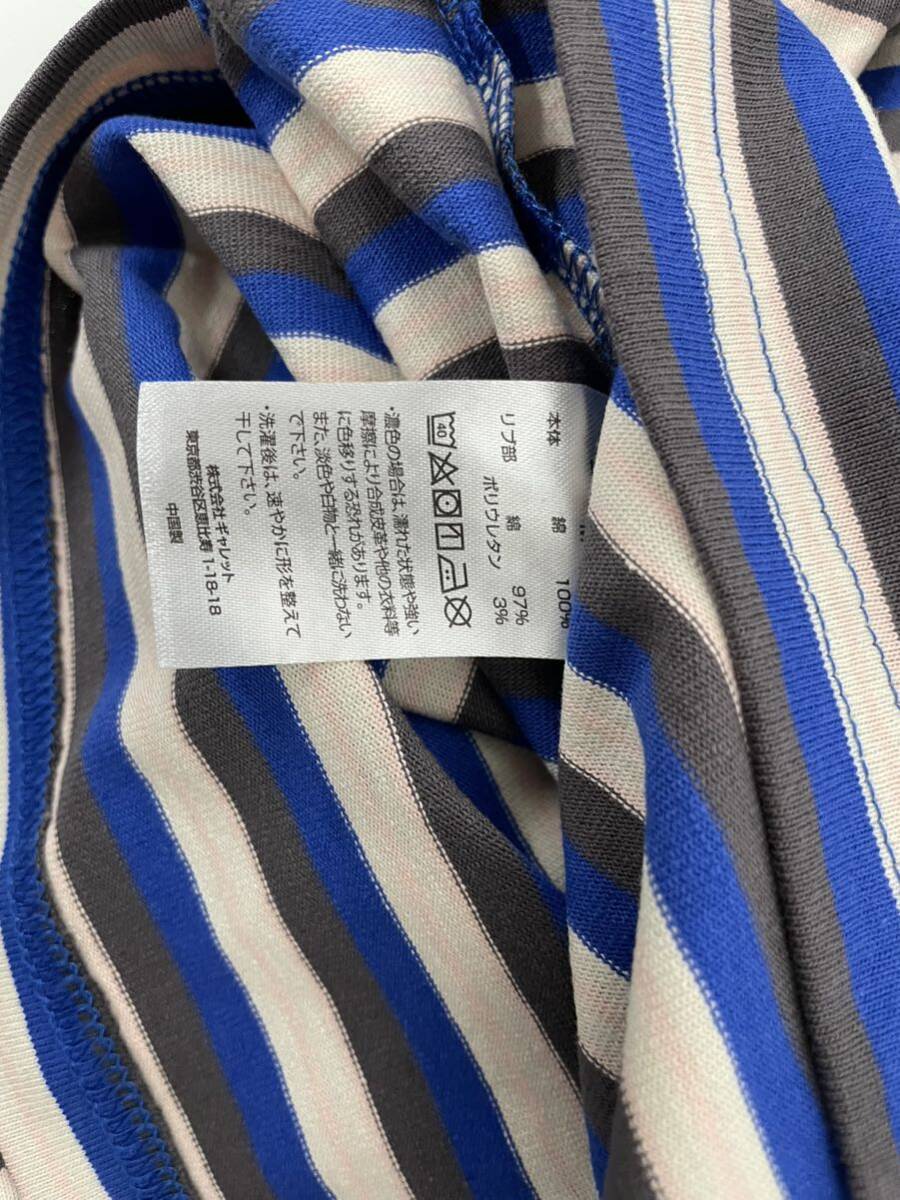 本体 綿 100%
リブ部 綿 97%
ポリウレタン 3%
40
・濃色の場合は、濡れた状態や強い
摩擦により合成皮革や他の衣料等
に色移りする恐れがあります。
また、淡色や白物と一緒に洗わない
で下さい。
・洗濯後は、速やかに形を整えて
干して下さい。
株式会社 ギャレット
東京都渋谷区恵比寿 1-18-18
中国製